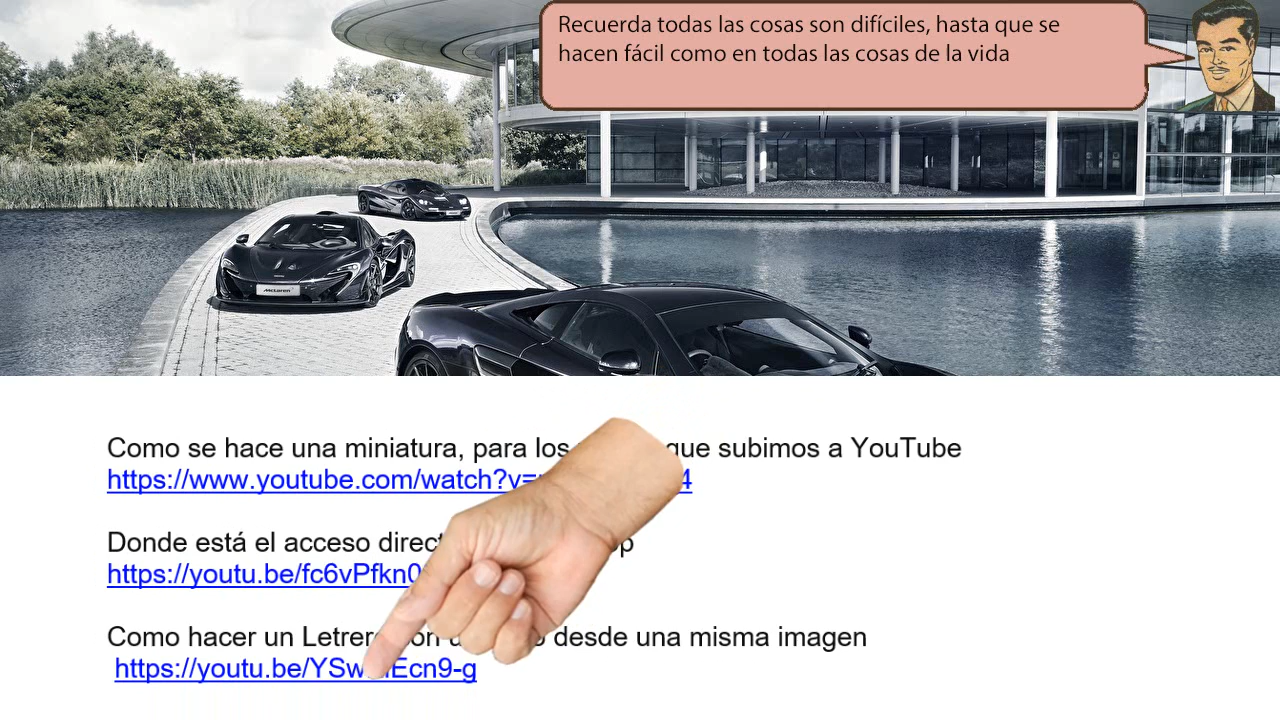 Recuerda todas las cosas son difíciles, hasta que se
hacen fácil como en todas las cosas de la vida
McLaren
Como se hace una miniatura, para los que subimos a YouTube
https://www.youtube.com/watch?v=
Donde está el acceso
https://youtu.be/fc6vPfkn0
Como hacer un desde una misma imagen
https://youtu.be/YSw Ecn9-g